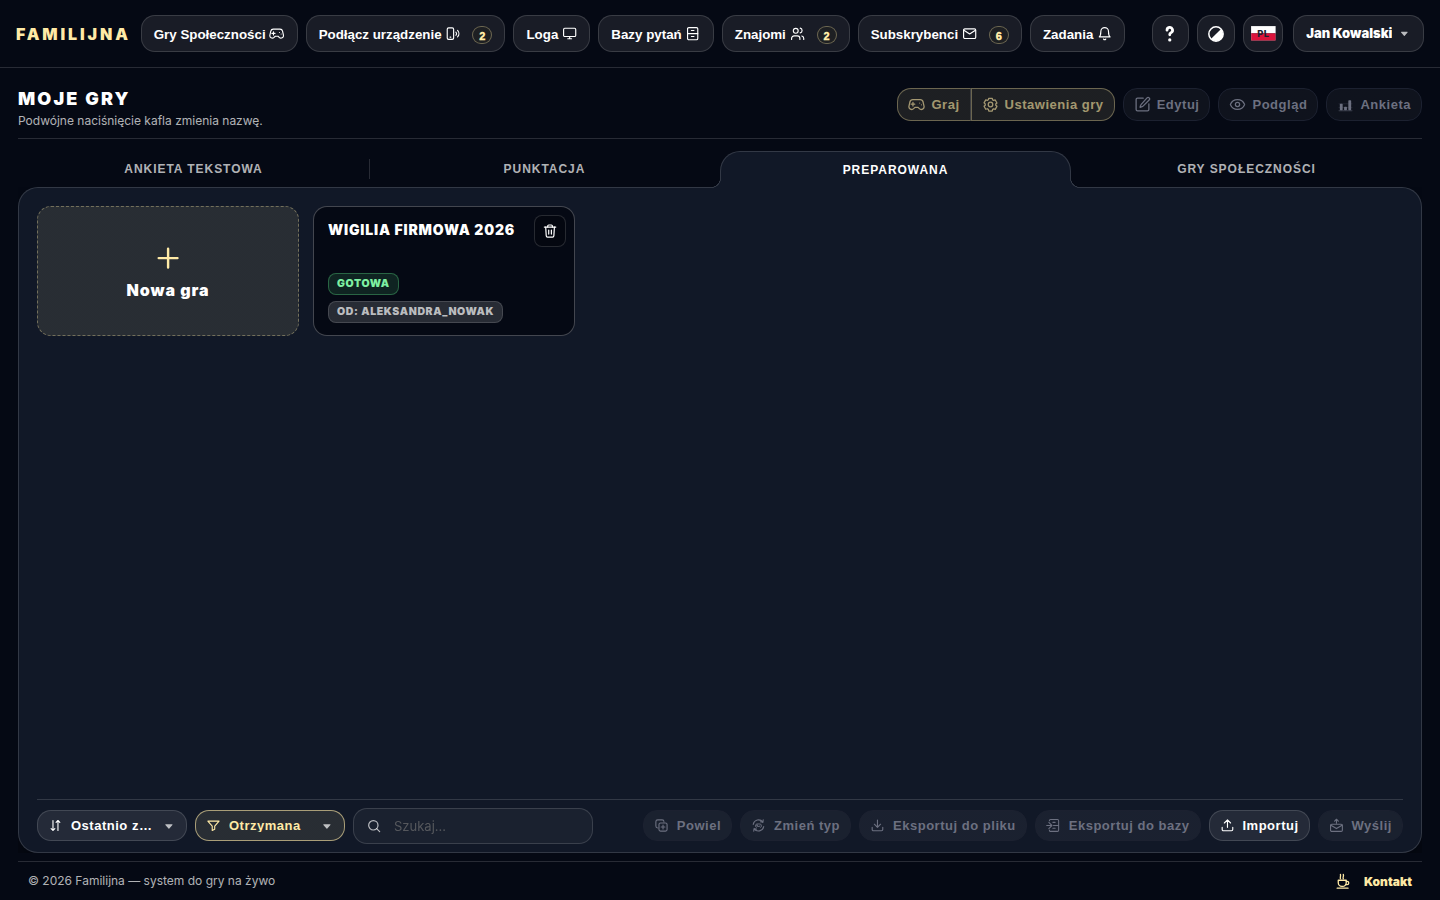 FAMILIJNA
Gry Społeczności
Podłącz urządzenie 2
Loga
Bazy pytań
Znajomi 2
Subskrybenci 6
Zadania
?
PL
Jan Kowalski
MOJE GRY
Podwójne naciśnięcie kafla zmienia nazwę.
Graj
Ustawienia gry
Edytuj
Podgląd
Ankieta
ANKIETA TEKSTOWA
PUNKTACJA
PREPAROWANA
GRY SPOŁECZNOŚCI
Nowa gra
WIGILIA FIRMOWA 2026
GOTOWA
OD: ALEKSANDRA_NOWAK
Ostatnio z...
Otrzymana
Szukaj...
Powiel
Zmień typ
Eksportuj do pliku
Eksportuj do bazy
Importuj
Wyślij
© 2026 Familijna — system do gry na żywo
Kontakt